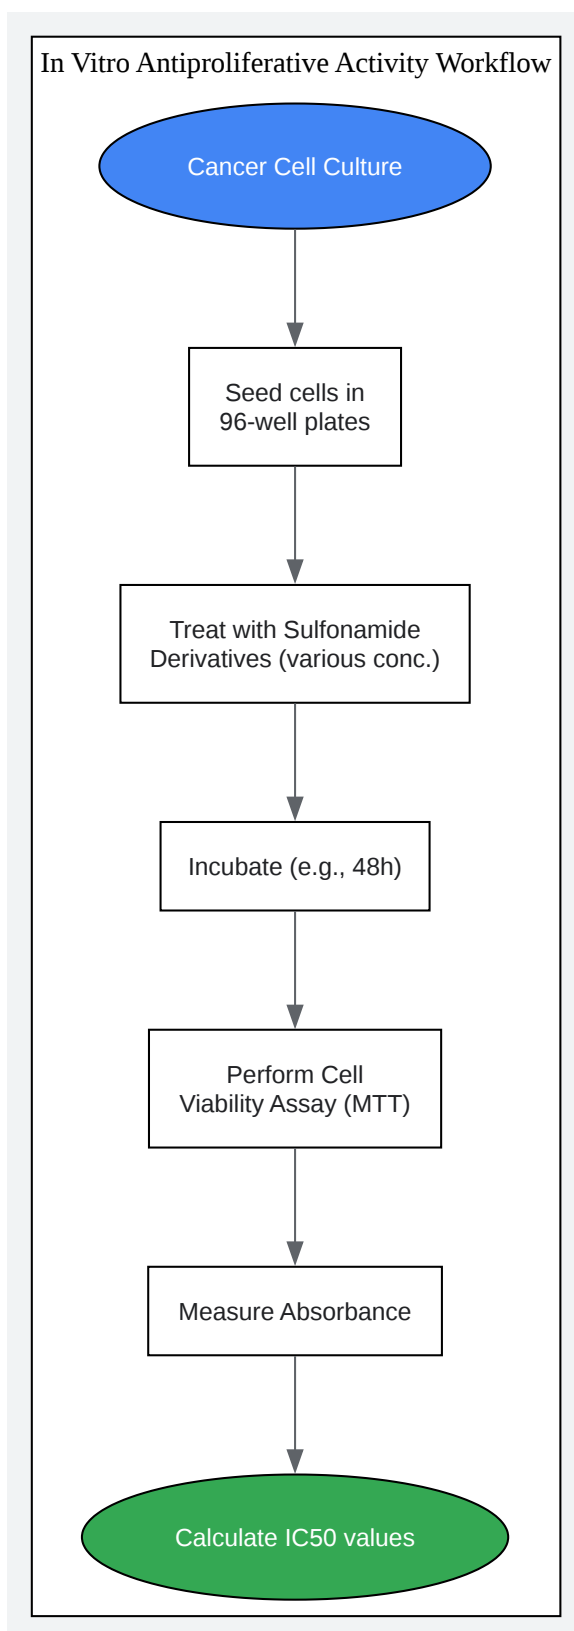 In Vitro Antiproliferative Activity Workflow
Cancer Cell Culture
Seed cells in
96-well plates
Treat with Sulfonamide
Derivatives (various conc.)
Incubate (e.g., 48h)
Perform Cell
Viability Assay (MTT)
Measure Absorbance
Calculate IC50 values